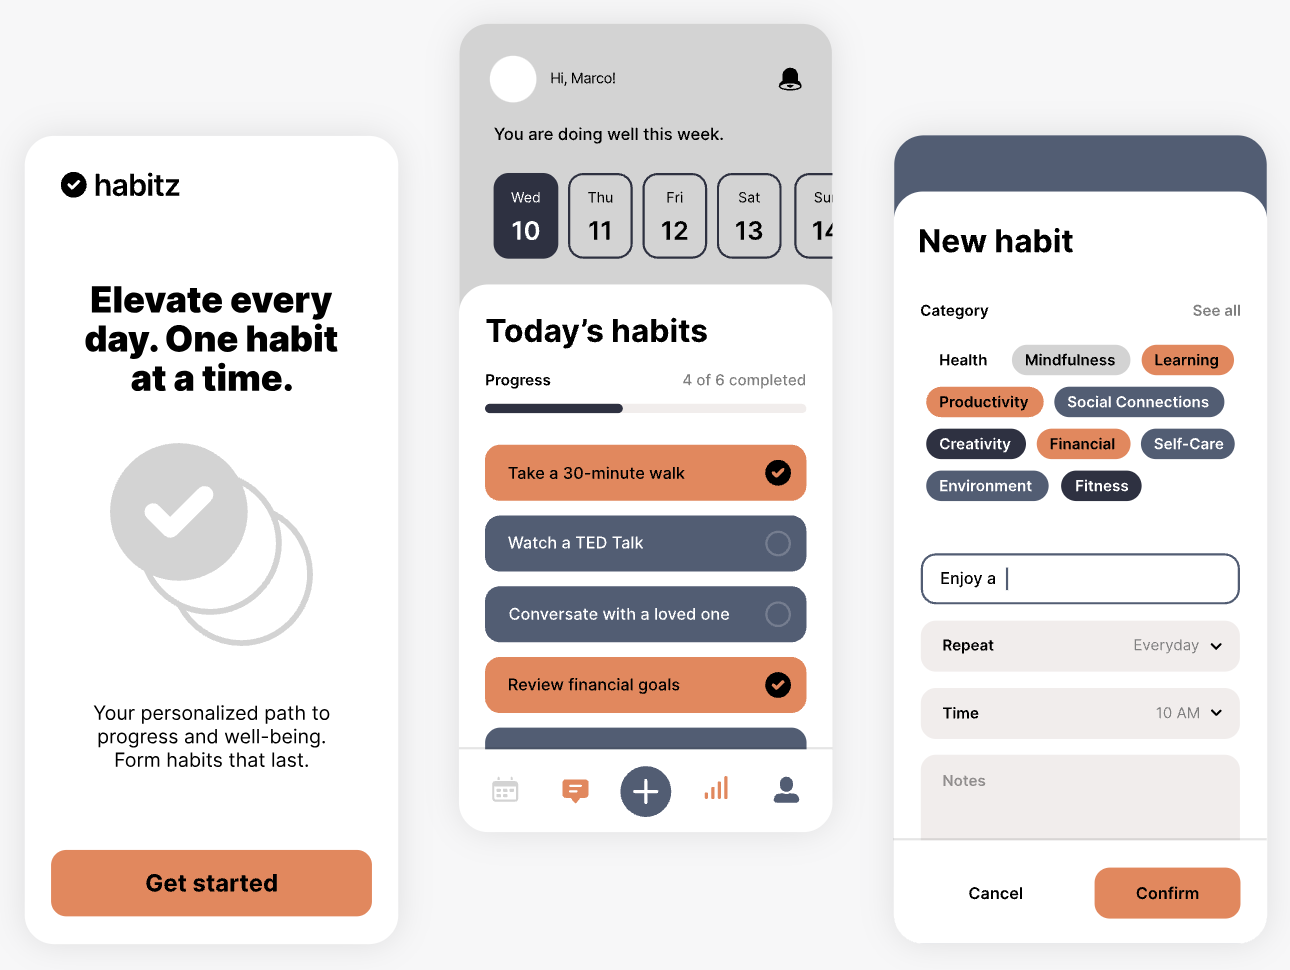 habitz
Elevate every
day. One habit
at a time.
Your personalized path to
progress and well-being.
Form habits that last.
Get started
Hi, Marco!
You are doing well this week.
Wed Thu Fri Sat Su
10 11 12 13 14
Today's habits
Progress 4 of 6 completed
Take a 30-minute walk
Watch a TED Talk
Conversate with a loved one
Review financial goals
New habit
Category See all
Health Mindfulness Learning
Productivity Social Connections
Creativity Financial Self-Care
Environment Fitness
Enjoy a
Repeat Everyday
Time 10 AM
Notes
Cancel Confirm